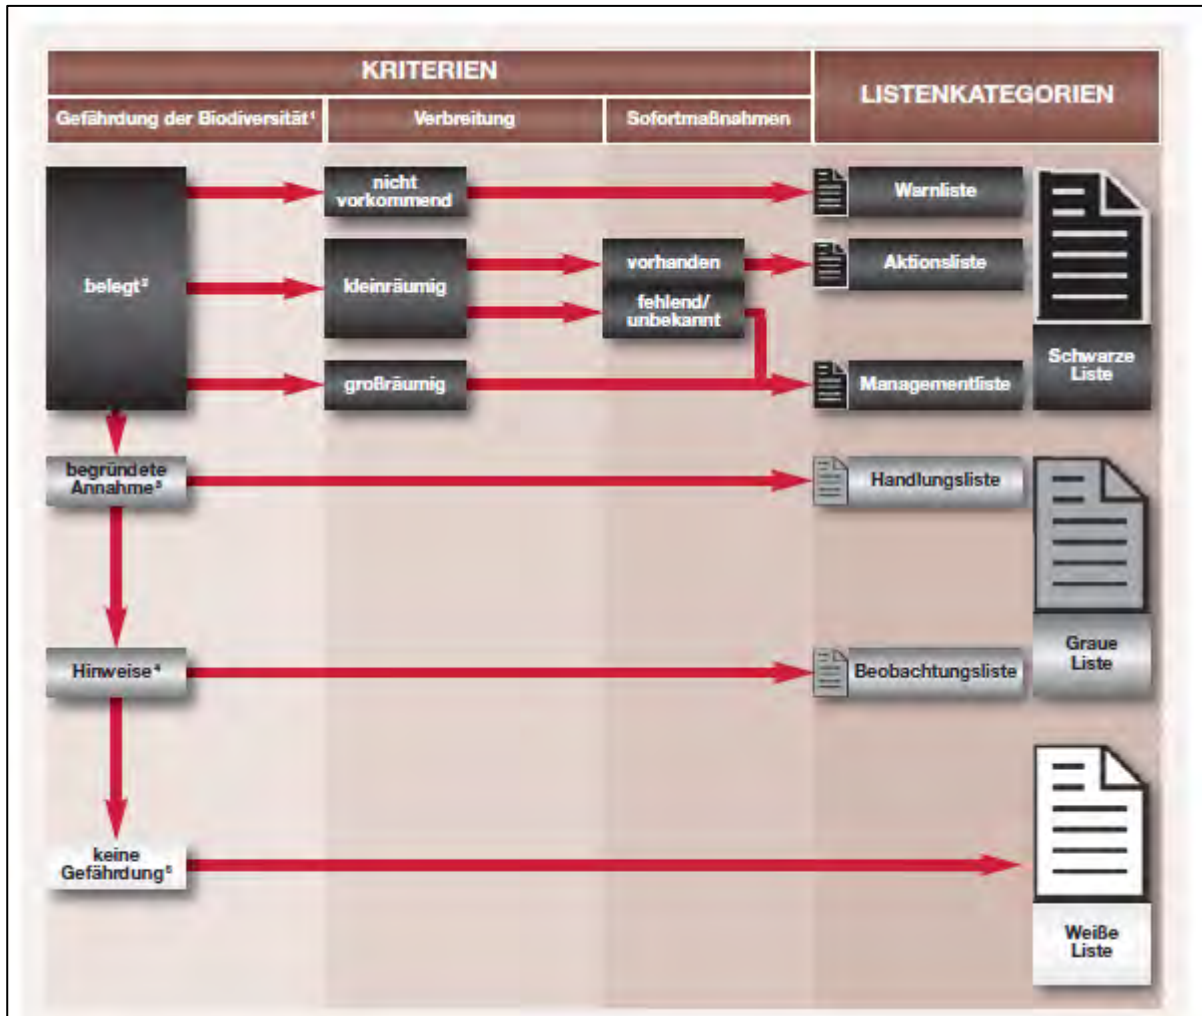 KRITERIEN
LISTENKATEGORIEN
Gefährdung der Biodiversität¹
Verbreitung
Sofortmaßnahmen
belegt²
nicht
vorkommend
Warnliste
kleinräumig
vorhanden
Aktionsliste
fehlend/
unbekannt
großräumig
Managementliste
Schwarze
Liste
begründete
Annahme³
Handlungsliste
Hinweise⁴
Beobachtungsliste
Graue
Liste
keine
Gefährdung⁵
Weiße
Liste